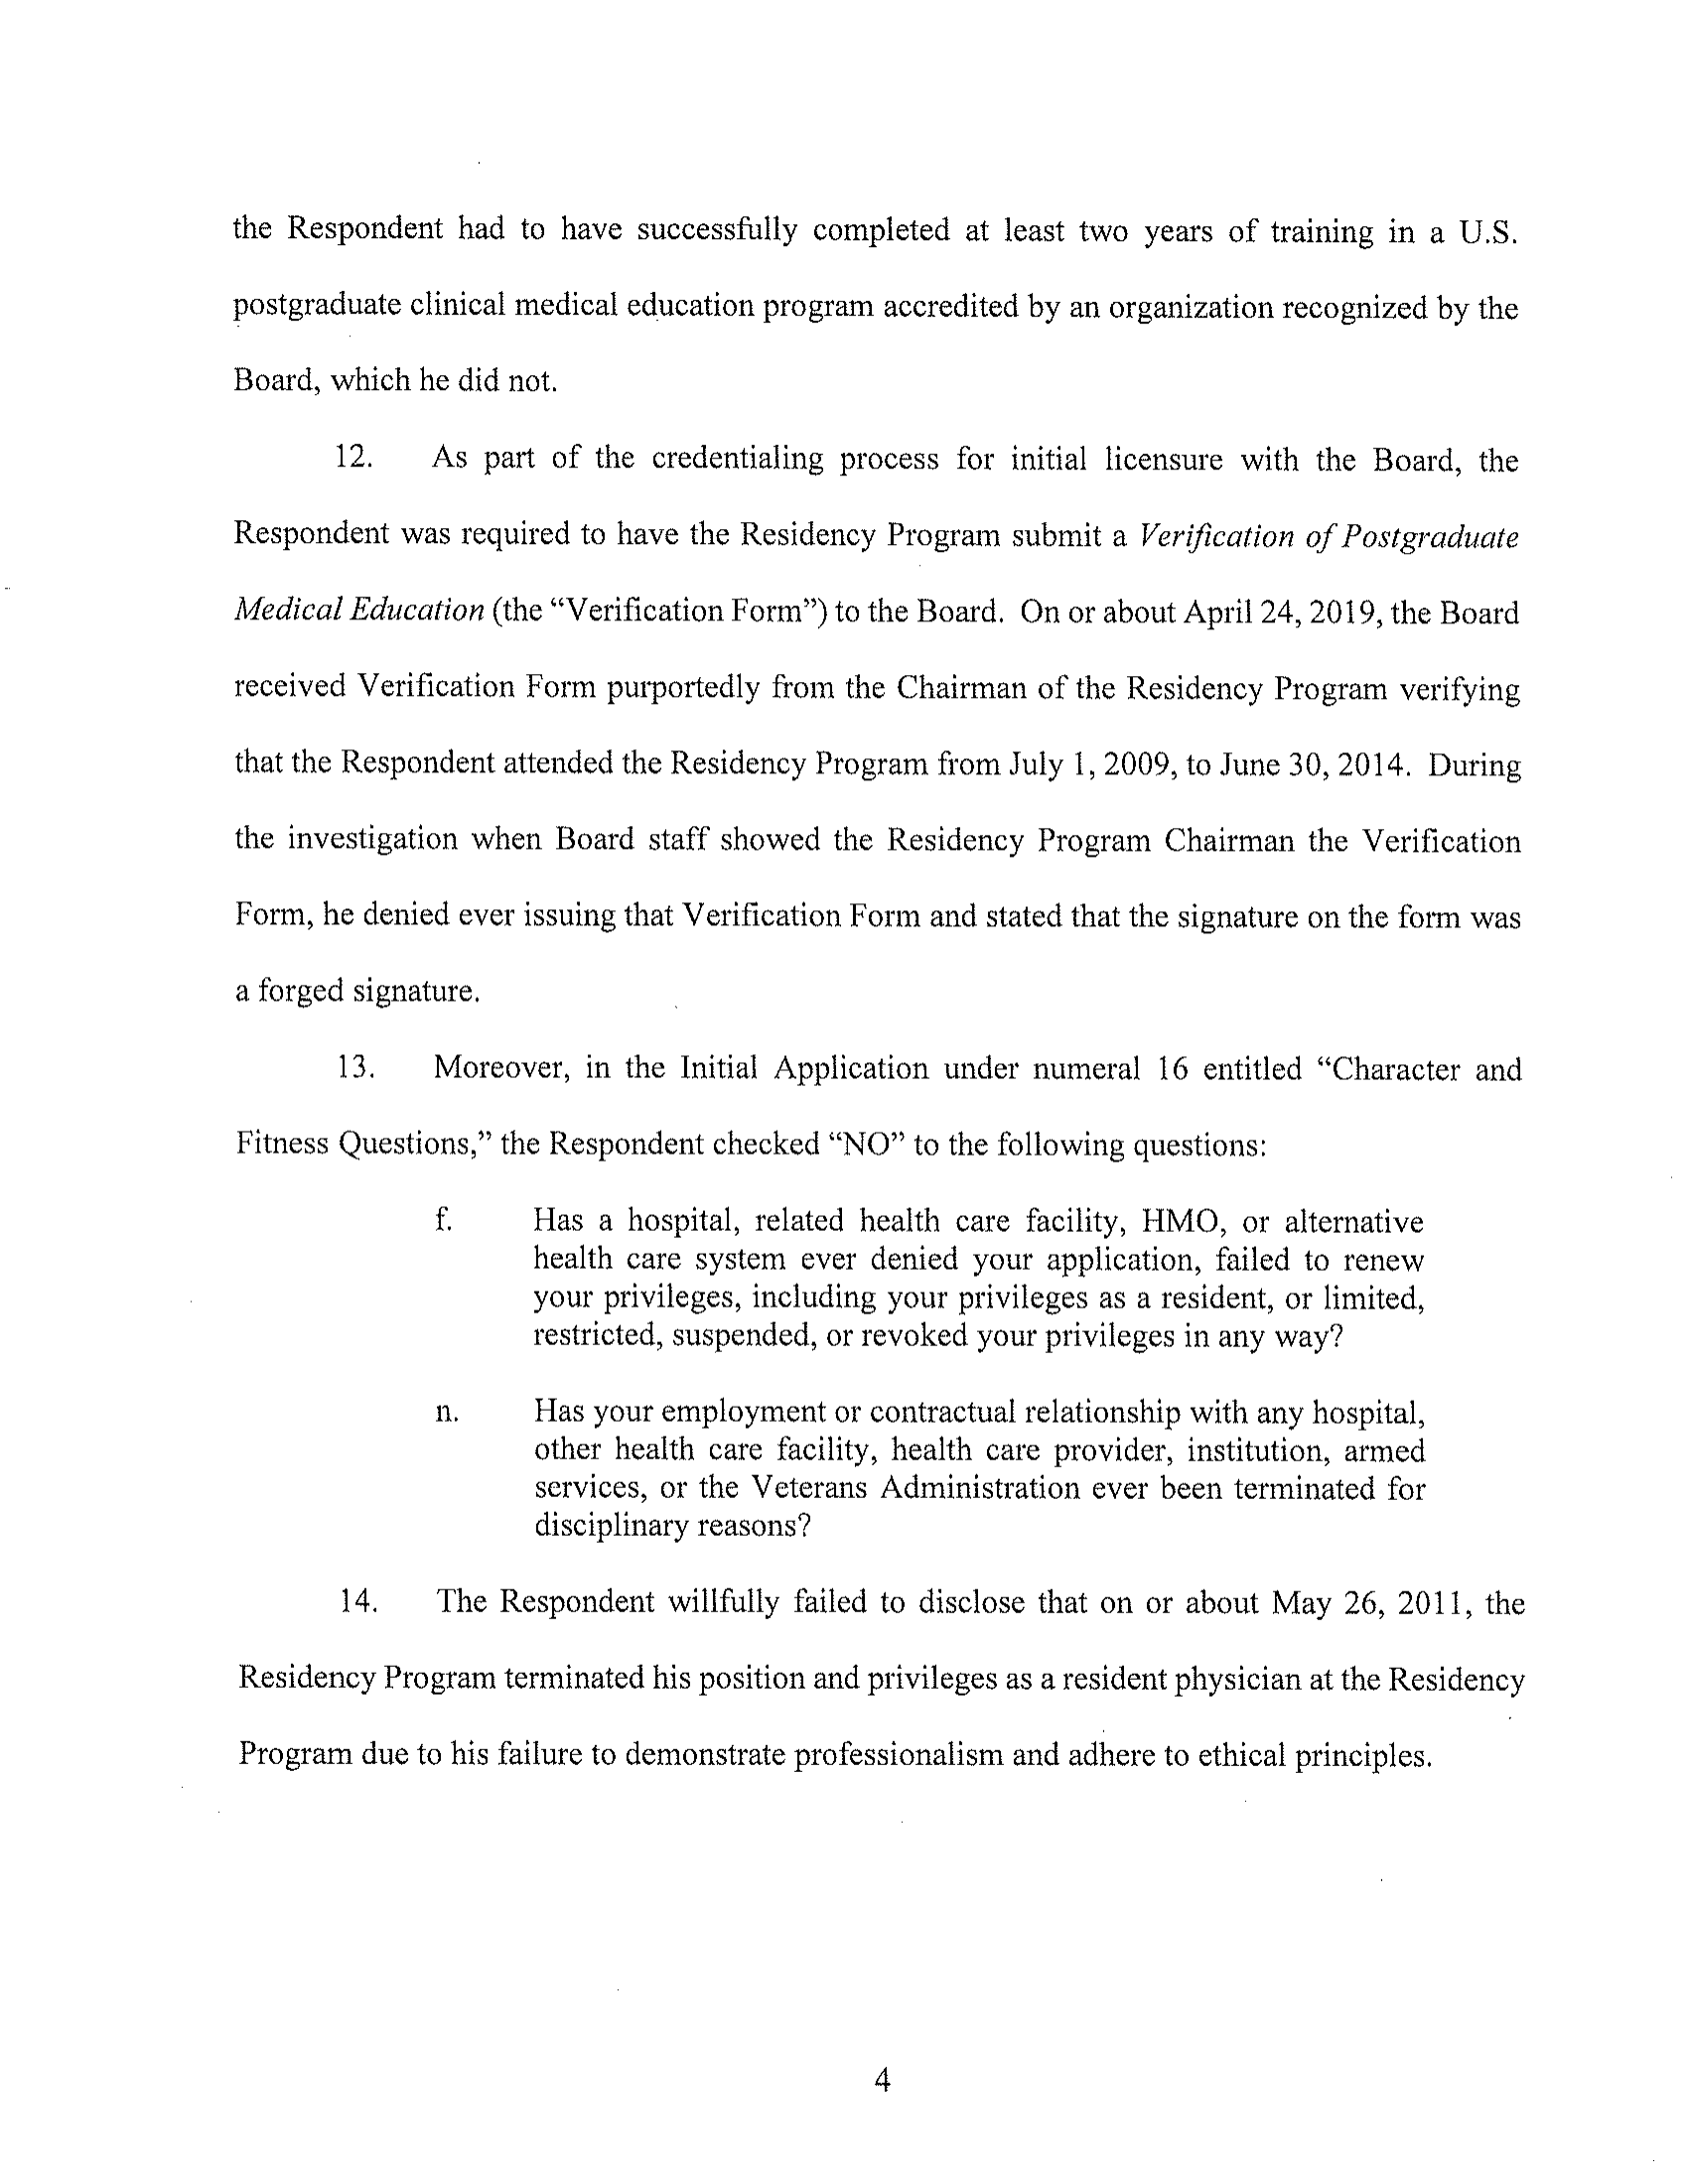 the Respondent had to have successfully completed at least two years of training in a U.S.
postgraduate clinical medical education program accredited by an organization recognized by the
Board, which he did not.
12. As part of the credentialing process for initial licensure with the Board, the
Respondent was required to have the Residency Program submit a Verification of Postgraduate
Medical Education (the “Verification Form”) to the Board. On or about April 24, 2019, the Board
received Verification Form purportedly from the Chairman of the Residency Program verifying
that the Respondent attended the Residency Program from July 1, 2009, to June 30, 2014. During
the investigation when Board staff showed the Residency Program Chairman the Verification
Form, he denied ever issuing that Verification Form and stated that the signature on the form was
a forged signature.
13. Moreover, in the Initial Application under numeral 16 entitled “Character and
Fitness Questions,” the Respondent checked “NO” to the following questions:
f. Has a hospital, related health care facility, HMO, or alternative
health care system ever denied your application, failed to renew
your privileges, including your privileges as a resident, or limited,
restricted, suspended, or revoked your privileges in any way?
n. Has your employment or contractual relationship with any hospital,
other health care facility, health care provider, institution, armed
services, or the Veterans Administration ever been terminated for
disciplinary reasons?
14. The Respondent willfully failed to disclose that on or about May 26, 2011, the
Residency Program terminated his position and privileges as a resident physician at the Residency
Program due to his failure to demonstrate professionalism and adhere to ethical principles.
4